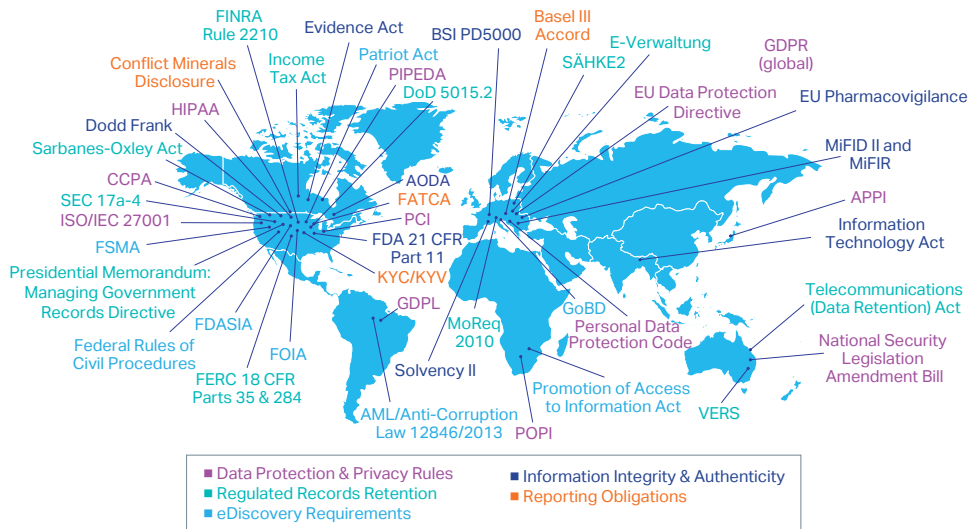 FINRA
Rule 2210
Evidence Act
BSI PD5000
Basel III
Accord
E-Verwaltung
GDPR
(global)
Conflict Minerals
Disclosure
Income
Tax Act
Patriot Act
PIPEDA
DoD 5015.2
SÄHKE2
HIPAA
EU Data Protection
Directive
EU Pharmacovigilance
Dodd Frank
Sarbanes-Oxley Act
MiFID II and
MiFIR
CCPA
AODA
SEC 17a-4
FATCA
APPI
ISO/IEC 27001
PCI
FSMA
FDA 21 CFR
Part 11
Information
Technology Act
Presidential Memorandum:
Managing Government
Records Directive
KYC/KYV
GDPL
Telecommunications
(Data Retention) Act
FDASIA
MoReq
2010
GoBD
Personal Data
Protection Code
Federal Rules of
Civil Procedures
FOIA
National Security
Legislation
Amendment Bill
FERC 18 CFR
Parts 35 & 284
Solvency II
Promotion of Access
to Information Act
AML/Anti-Corruption
Law 12846/2013
POPI
VERS
Data Protection & Privacy Rules
Regulated Records Retention
eDiscovery Requirements
Information Integrity & Authenticity
Reporting Obligations